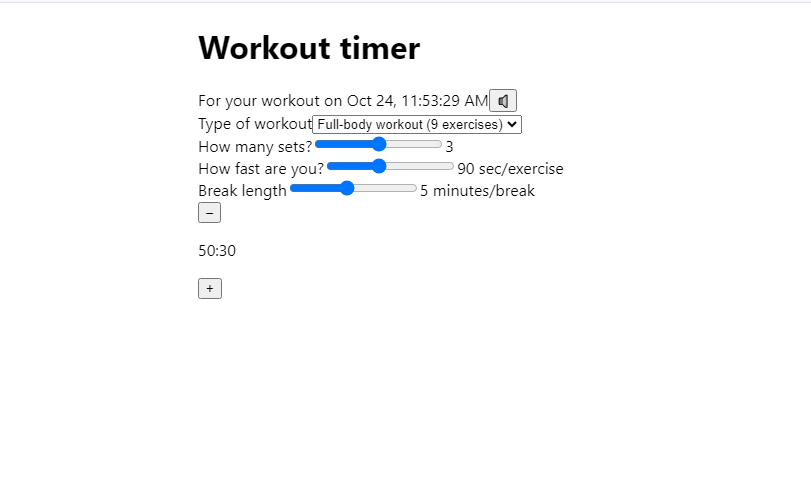 Workout timer
For your workout on Oct 24, 11:53:29 AM
Type of workout Full-body workout (9 exercises)
How many sets? 3
How fast are you? 90 sec/exercise
Break length 5 minutes/break
–
50:30
+